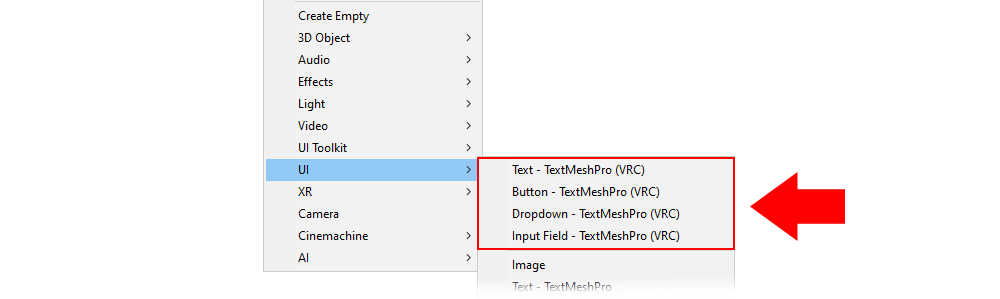 Create Empty
3D Object
Audio
Effects
Light
Video
UI Toolkit
UI
XR
Camera
Cinemachine
AI
Text - TextMeshPro (VRC)
Button - TextMeshPro (VRC)
Dropdown - TextMeshPro (VRC)
Input Field - TextMeshPro (VRC)
Image
Text - TextMeshPro